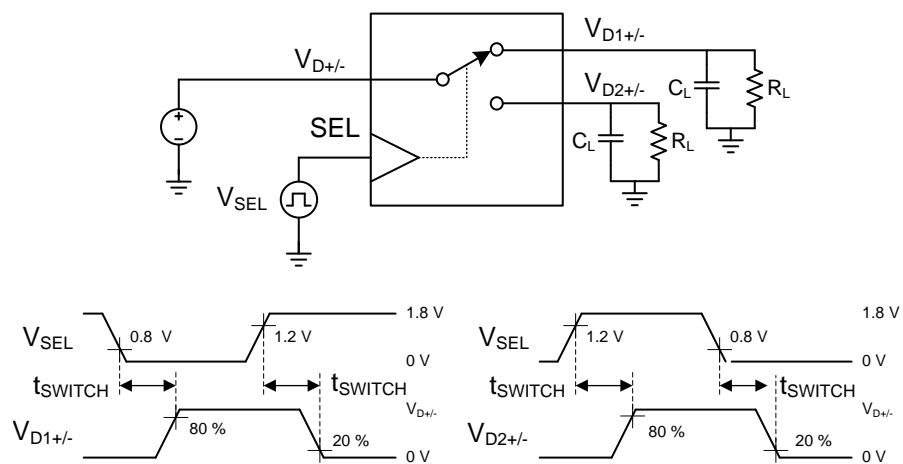 V_D+/-
V_D1+/-
V_D2+/-
C_L
R_L
C_L
R_L
+
-
SEL
V_SEL
V_SEL
0.8 V
1.2 V
1.8 V
0 V
t_SWITCH
t_SWITCH
V_D1+/-
80 %
20 %
V_D+/-
0 V
V_SEL
1.2 V
0.8 V
1.8 V
0 V
t_SWITCH
t_SWITCH
V_D2+/-
80 %
20 %
V_D+/-
0 V